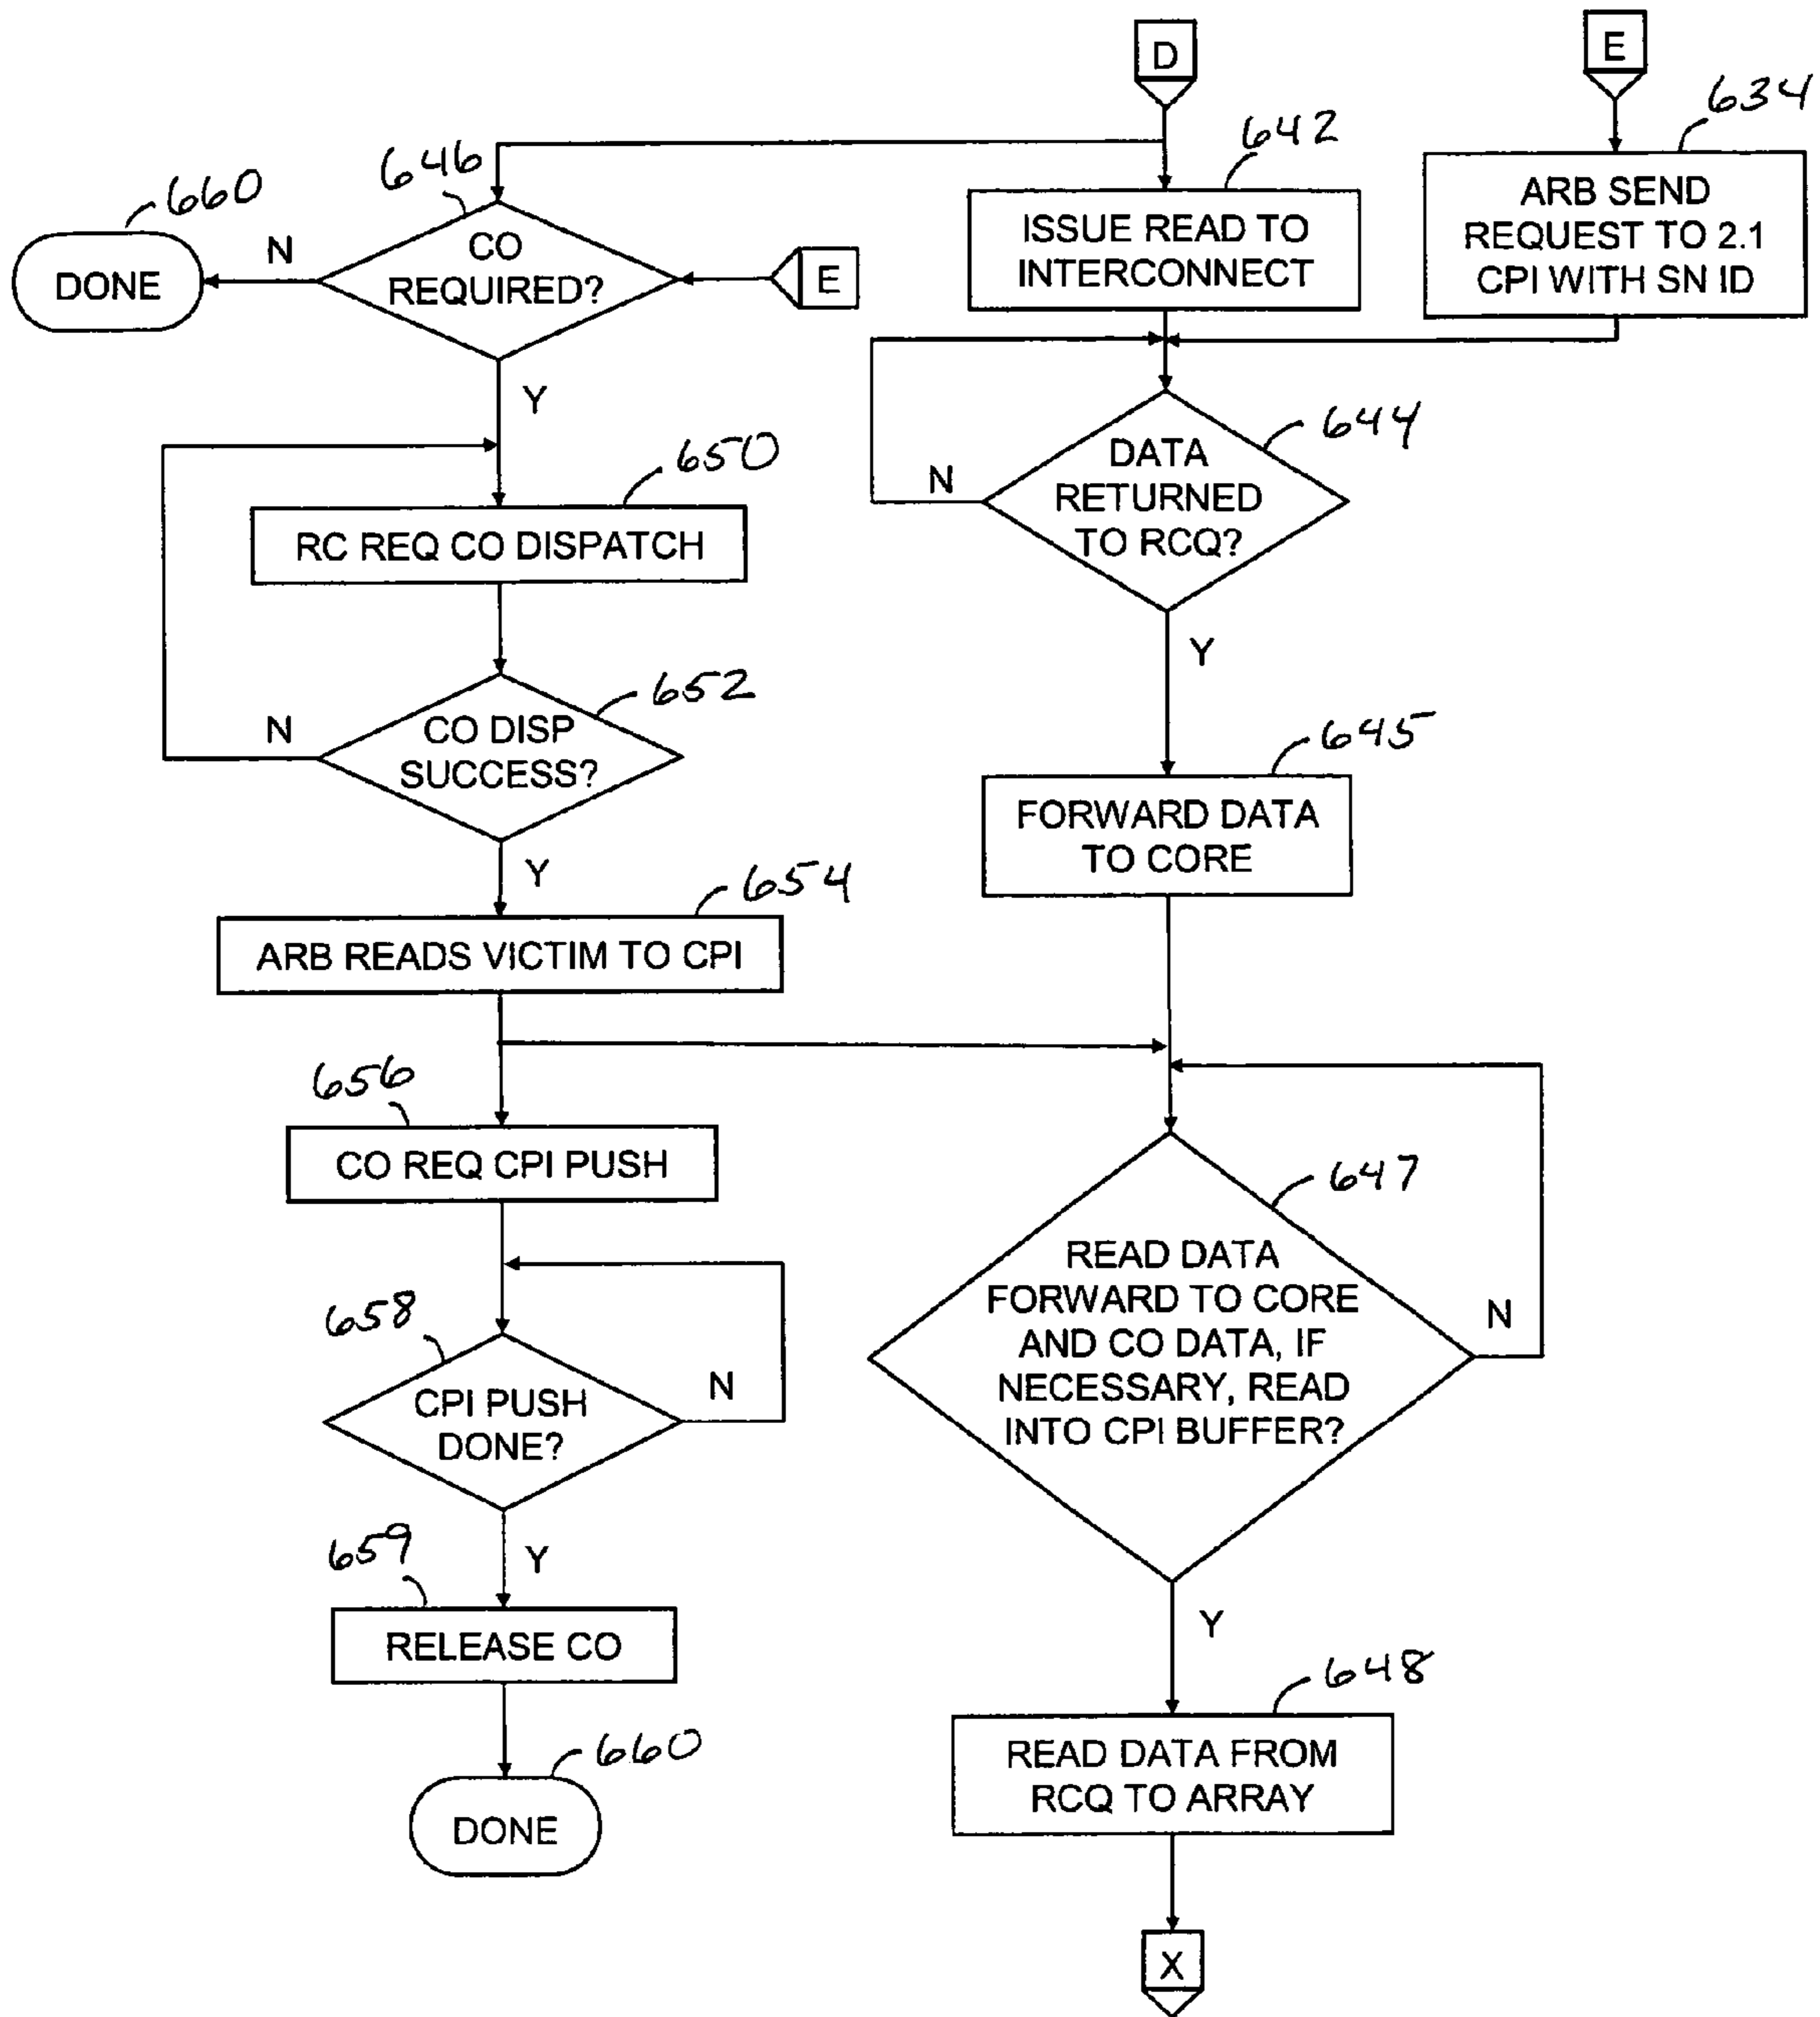 D
E
634
642
646
660
ARB SEND
REQUEST TO 2.1
CPI WITH SN ID
ISSUE READ TO
INTERCONNECT
CO
REQUIRED?
N
DONE
E
Y
644
DATA
RETURNED
TO RCQ?
N
650
RC REQ CO DISPATCH
Y
652
CO DISP
SUCCESS?
N
645
FORWARD DATA
TO CORE
Y
654
ARB READS VICTIM TO CPI
656
CO REQ CPI PUSH
647
READ DATA
FORWARD TO CORE
AND CO DATA, IF
NECESSARY, READ
INTO CPI BUFFER?
N
658
CPI PUSH
DONE?
N
659
Y
RELEASE CO
Y
648
READ DATA FROM
RCQ TO ARRAY
660
DONE
X